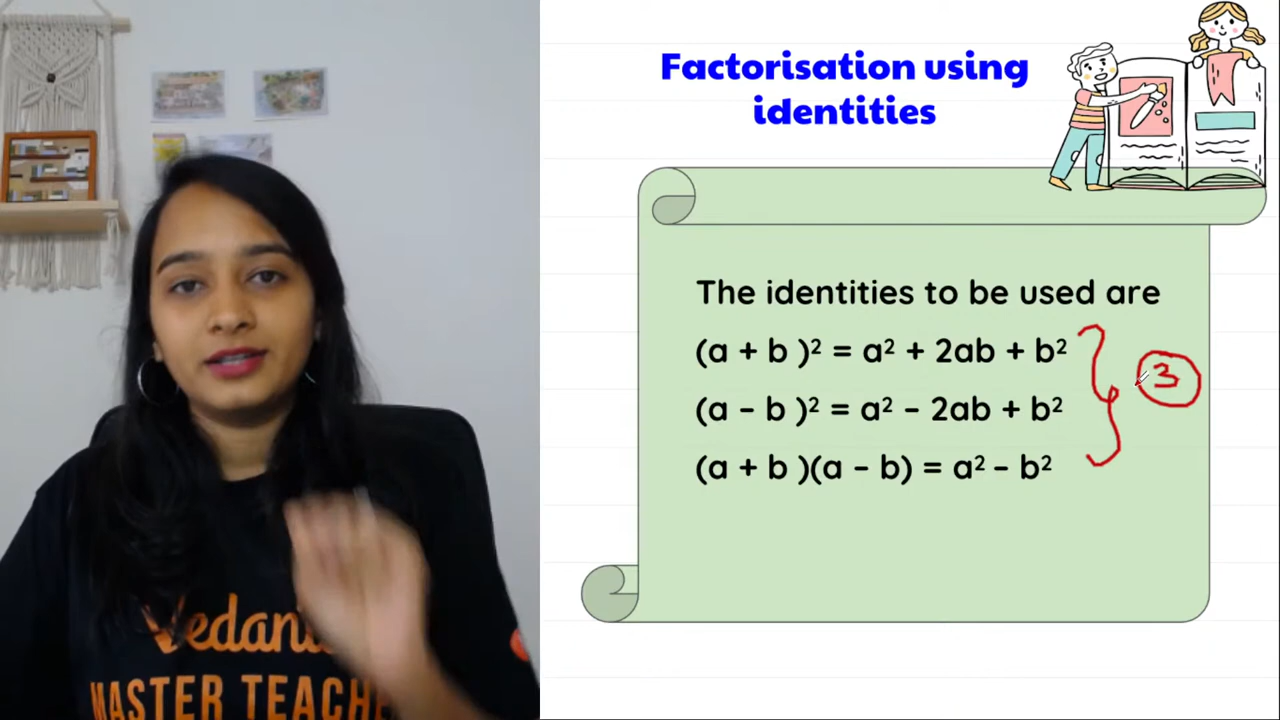 Factorisation using
identities
The identities to be used are
(a + b )² = a² + 2ab + b²
(a - b )² = a² - 2ab + b²
(a + b )(a - b) = a² - b²
3
MASTER TEACHE